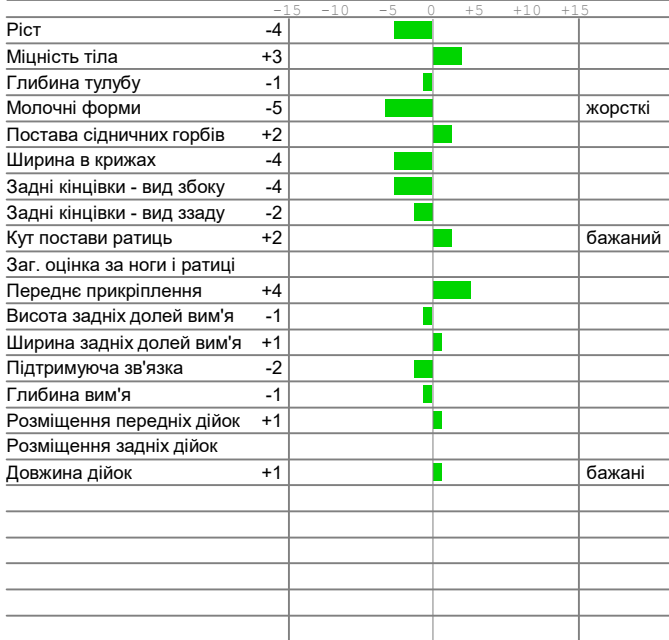 -15 -10 -5 0 +5 +10 +15
Ріст -4
Міцність тіла +3
Глибина тулубу -1
Молочні форми -5 жорсткі
Постава сідничних горбів +2
Ширина в крижах -4
Задні кінцівки - вид збоку -4
Задні кінцівки - вид ззаду -2
Кут постави ратиць +2 бажаний
Заг. оцінка за ноги і ратиці
Переднє прикріплення +4
Висота задніх долей вим'я -1
Ширина задніх долей вим'я +1
Підтримуюча зв'язка -2
Глибина вим'я -1
Розміщення передніх дійок +1
Розміщення задніх дійок
Довжина дійок +1 бажані